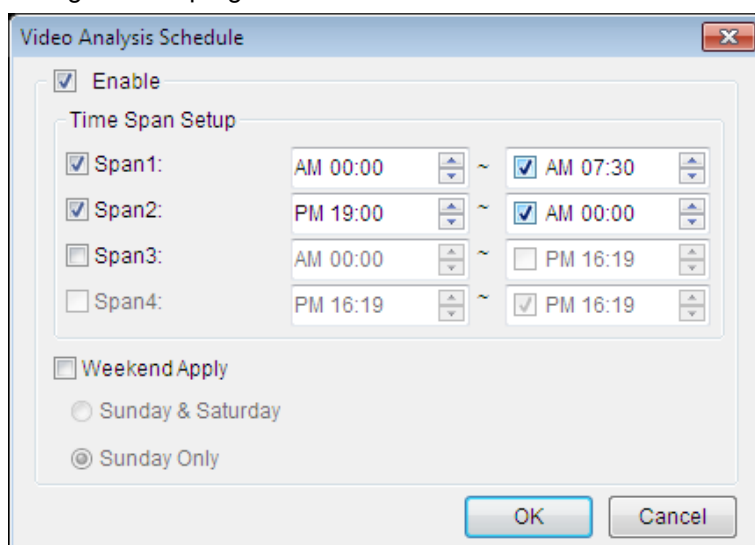 Video Analysis Schedule
Enable
Time Span Setup
Span1: AM 00:00 ~ AM 07:30
Span2: PM 19:00 ~ AM 00:00
Span3: AM 00:00 ~ PM 16:19
Span4: PM 16:19 ~ PM 16:19
Weekend Apply
Sunday & Saturday
Sunday Only
OK Cancel